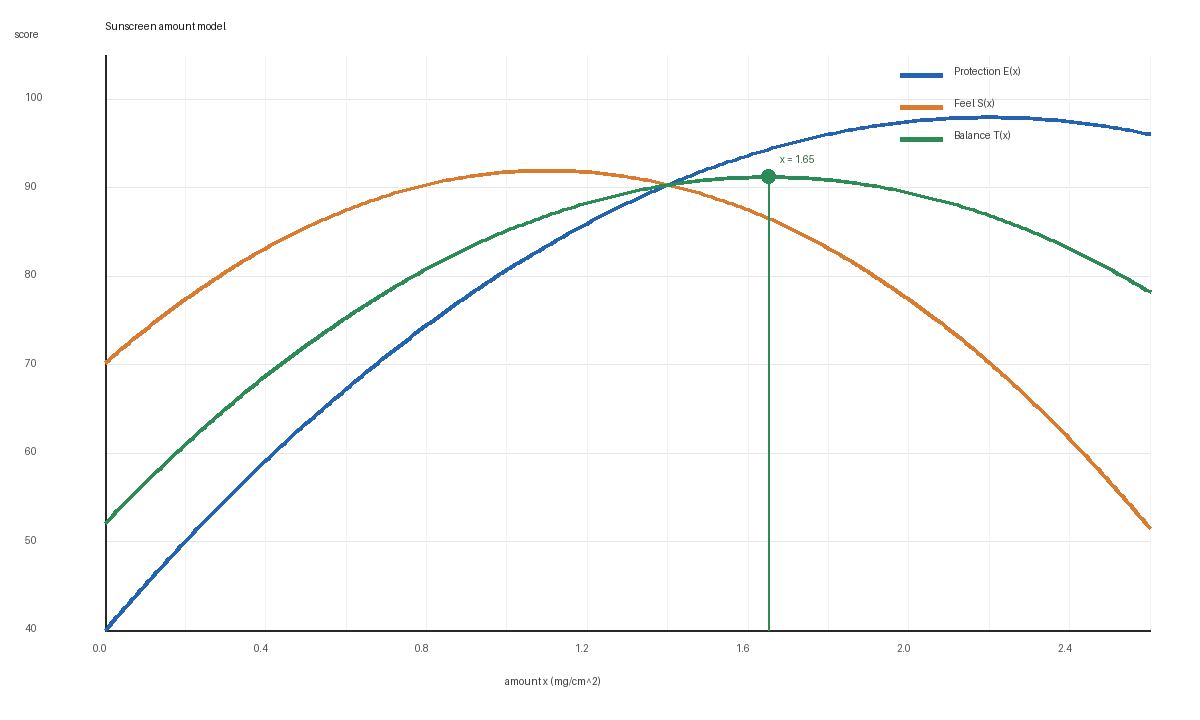 Sunscreen amount model
score
Protection E(x)
Feel S(x)
Balance T(x)
x = 1.65
100
90
80
70
60
50
40
0.0 0.4 0.8 1.2 1.6 2.0 2.4
amount x (mg/cm^2)